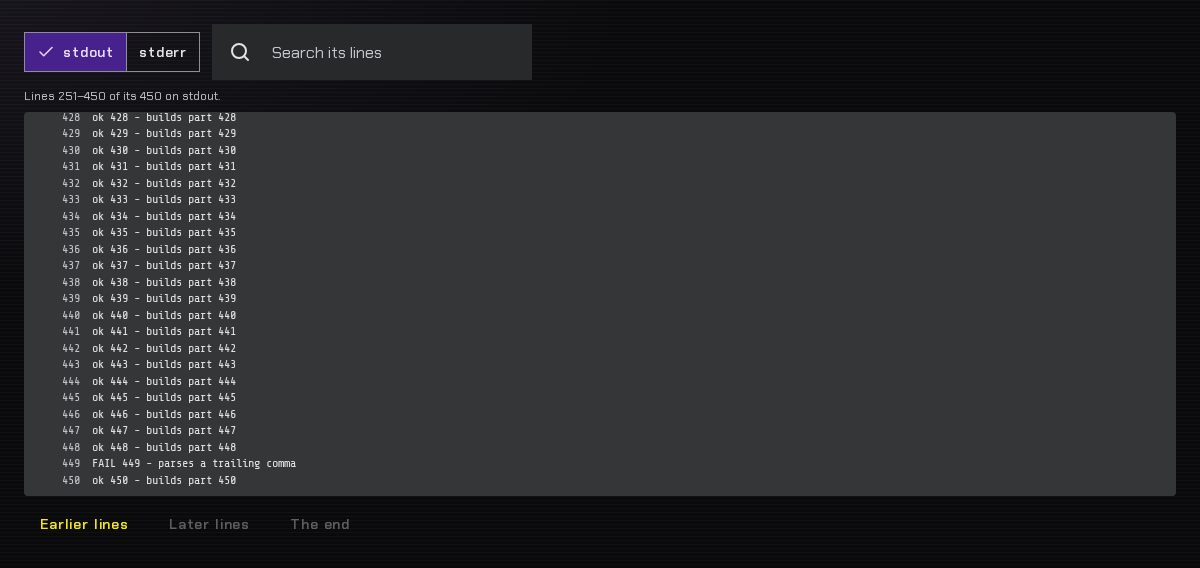 stdout stderr Search its lines
Lines 251–450 of its 450 on stdout.
428 ok 428 - builds part 428
429 ok 429 - builds part 429
430 ok 430 - builds part 430
431 ok 431 - builds part 431
432 ok 432 - builds part 432
433 ok 433 - builds part 433
434 ok 434 - builds part 434
435 ok 435 - builds part 435
436 ok 436 - builds part 436
437 ok 437 - builds part 437
438 ok 438 - builds part 438
439 ok 439 - builds part 439
440 ok 440 - builds part 440
441 ok 441 - builds part 441
442 ok 442 - builds part 442
443 ok 443 - builds part 443
444 ok 444 - builds part 444
445 ok 445 - builds part 445
446 ok 446 - builds part 446
447 ok 447 - builds part 447
448 ok 448 - builds part 448
449 FAIL 449 - parses a trailing comma
450 ok 450 - builds part 450
Earlier lines Later lines The end